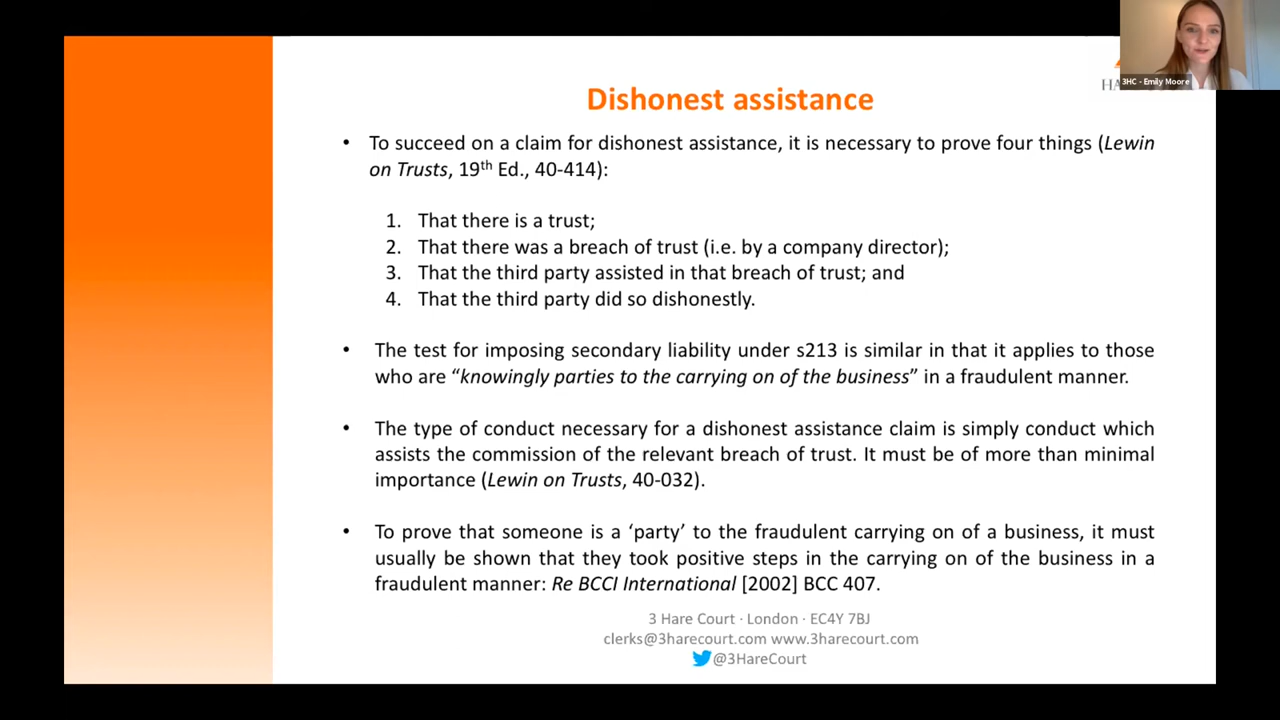 3HC - Emily Moore
HA
Dishonest assistance
• To succeed on a claim for dishonest assistance, it is necessary to prove four things (Lewin
on Trusts, 19th Ed., 40-414):
1. That there is a trust;
2. That there was a breach of trust (i.e. by a company director);
3. That the third party assisted in that breach of trust; and
4. That the third party did so dishonestly.
• The test for imposing secondary liability under s213 is similar in that it applies to those
who are “knowingly parties to the carrying on of the business” in a fraudulent manner.
• The type of conduct necessary for a dishonest assistance claim is simply conduct which
assists the commission of the relevant breach of trust. It must be of more than minimal
importance (Lewin on Trusts, 40-032).
• To prove that someone is a ‘party’ to the fraudulent carrying on of a business, it must
usually be shown that they took positive steps in the carrying on of the business in a
fraudulent manner: Re BCCI International [2002] BCC 407.
3 Hare Court · London · EC4Y 7BJ
clerks@3harecourt.com www.3harecourt.com
@3HareCourt